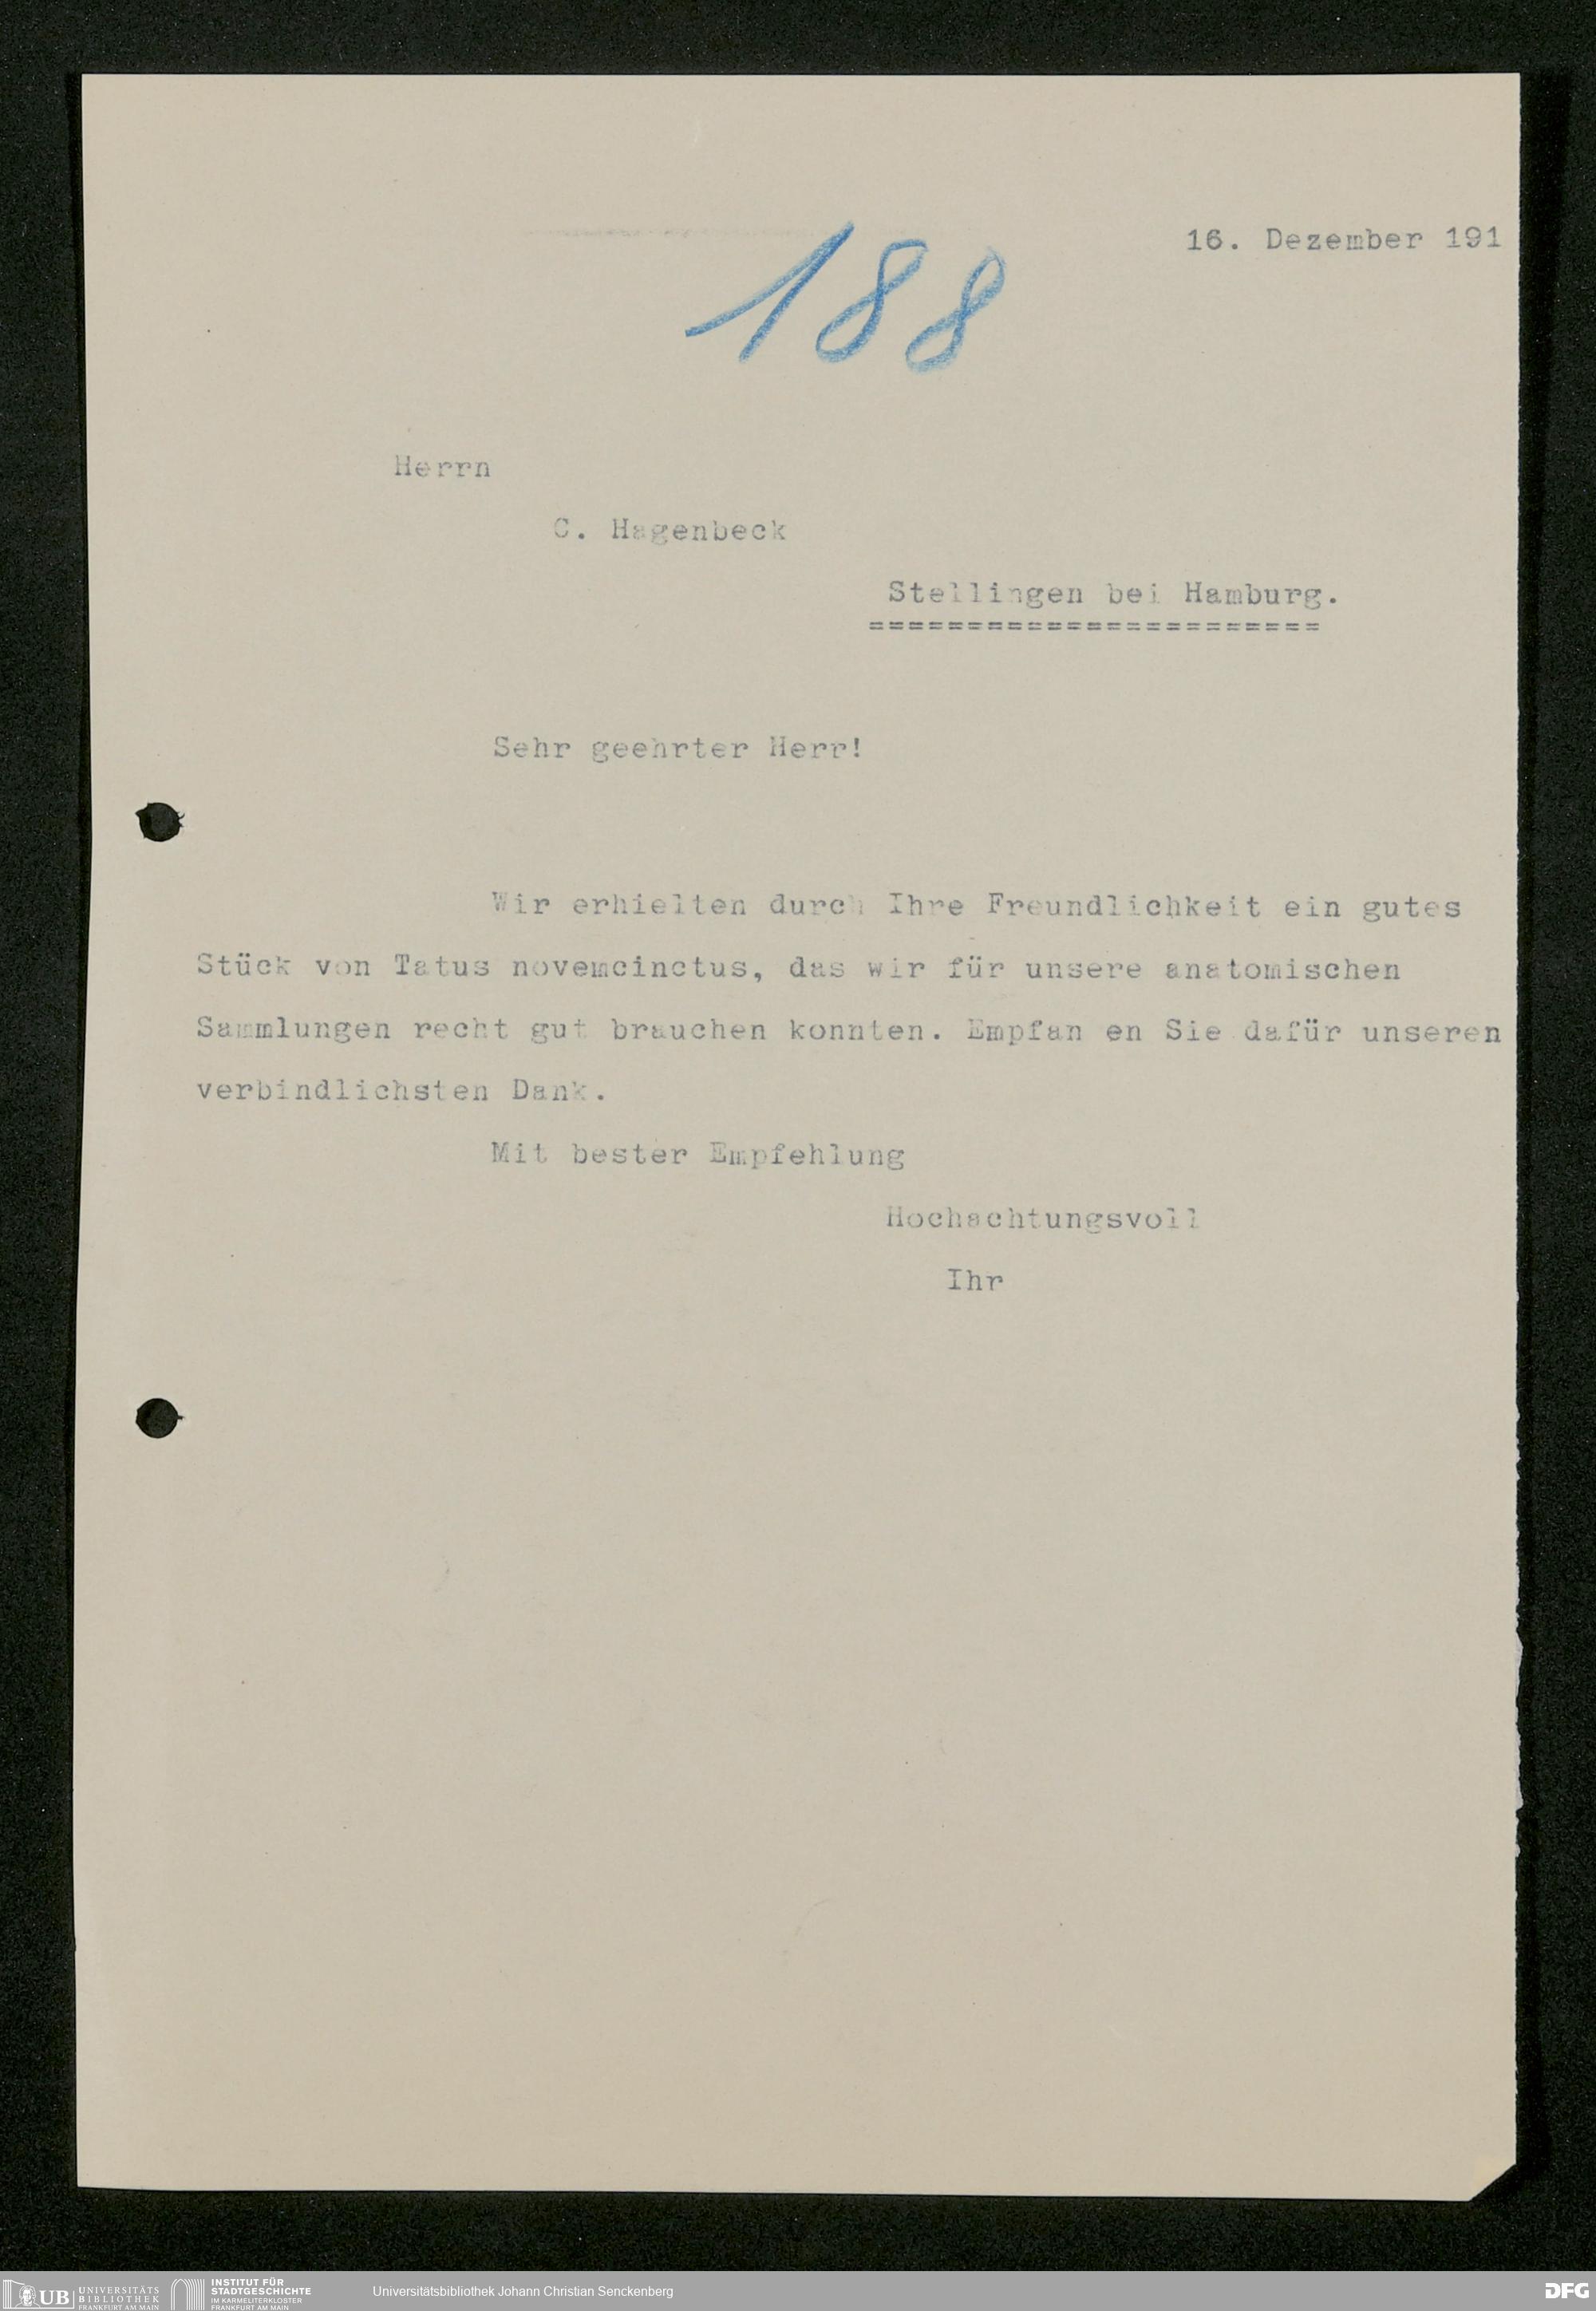 16. Dezember 191
188
Herrn
C. Hagenbeck
Stellingen bei Hamburg.
=======================
Sehr geehrter Herr!
Wir erhielten durch Ihre Freundlichkeit ein gutes
Stück von Tatus novemcinctus, das wir für unsere anatomischen
Sammlungen recht gut brauchen konnten. Empfan en Sie dafür unseren
verbindlichsten Dank.
Mit bester Empfehlung
Hochachtungsvoll
Ihr
UB UNIVERSITÄTS
BIBLIOTHEK
FRANKFURT AM MAIN
INSTITUT FÜR
STADTGESCHICHTE
IM KARMELITERKLOSTER
FRANKFURT AM MAIN
Universitätsbibliothek Johann Christian Senckenberg
DFG